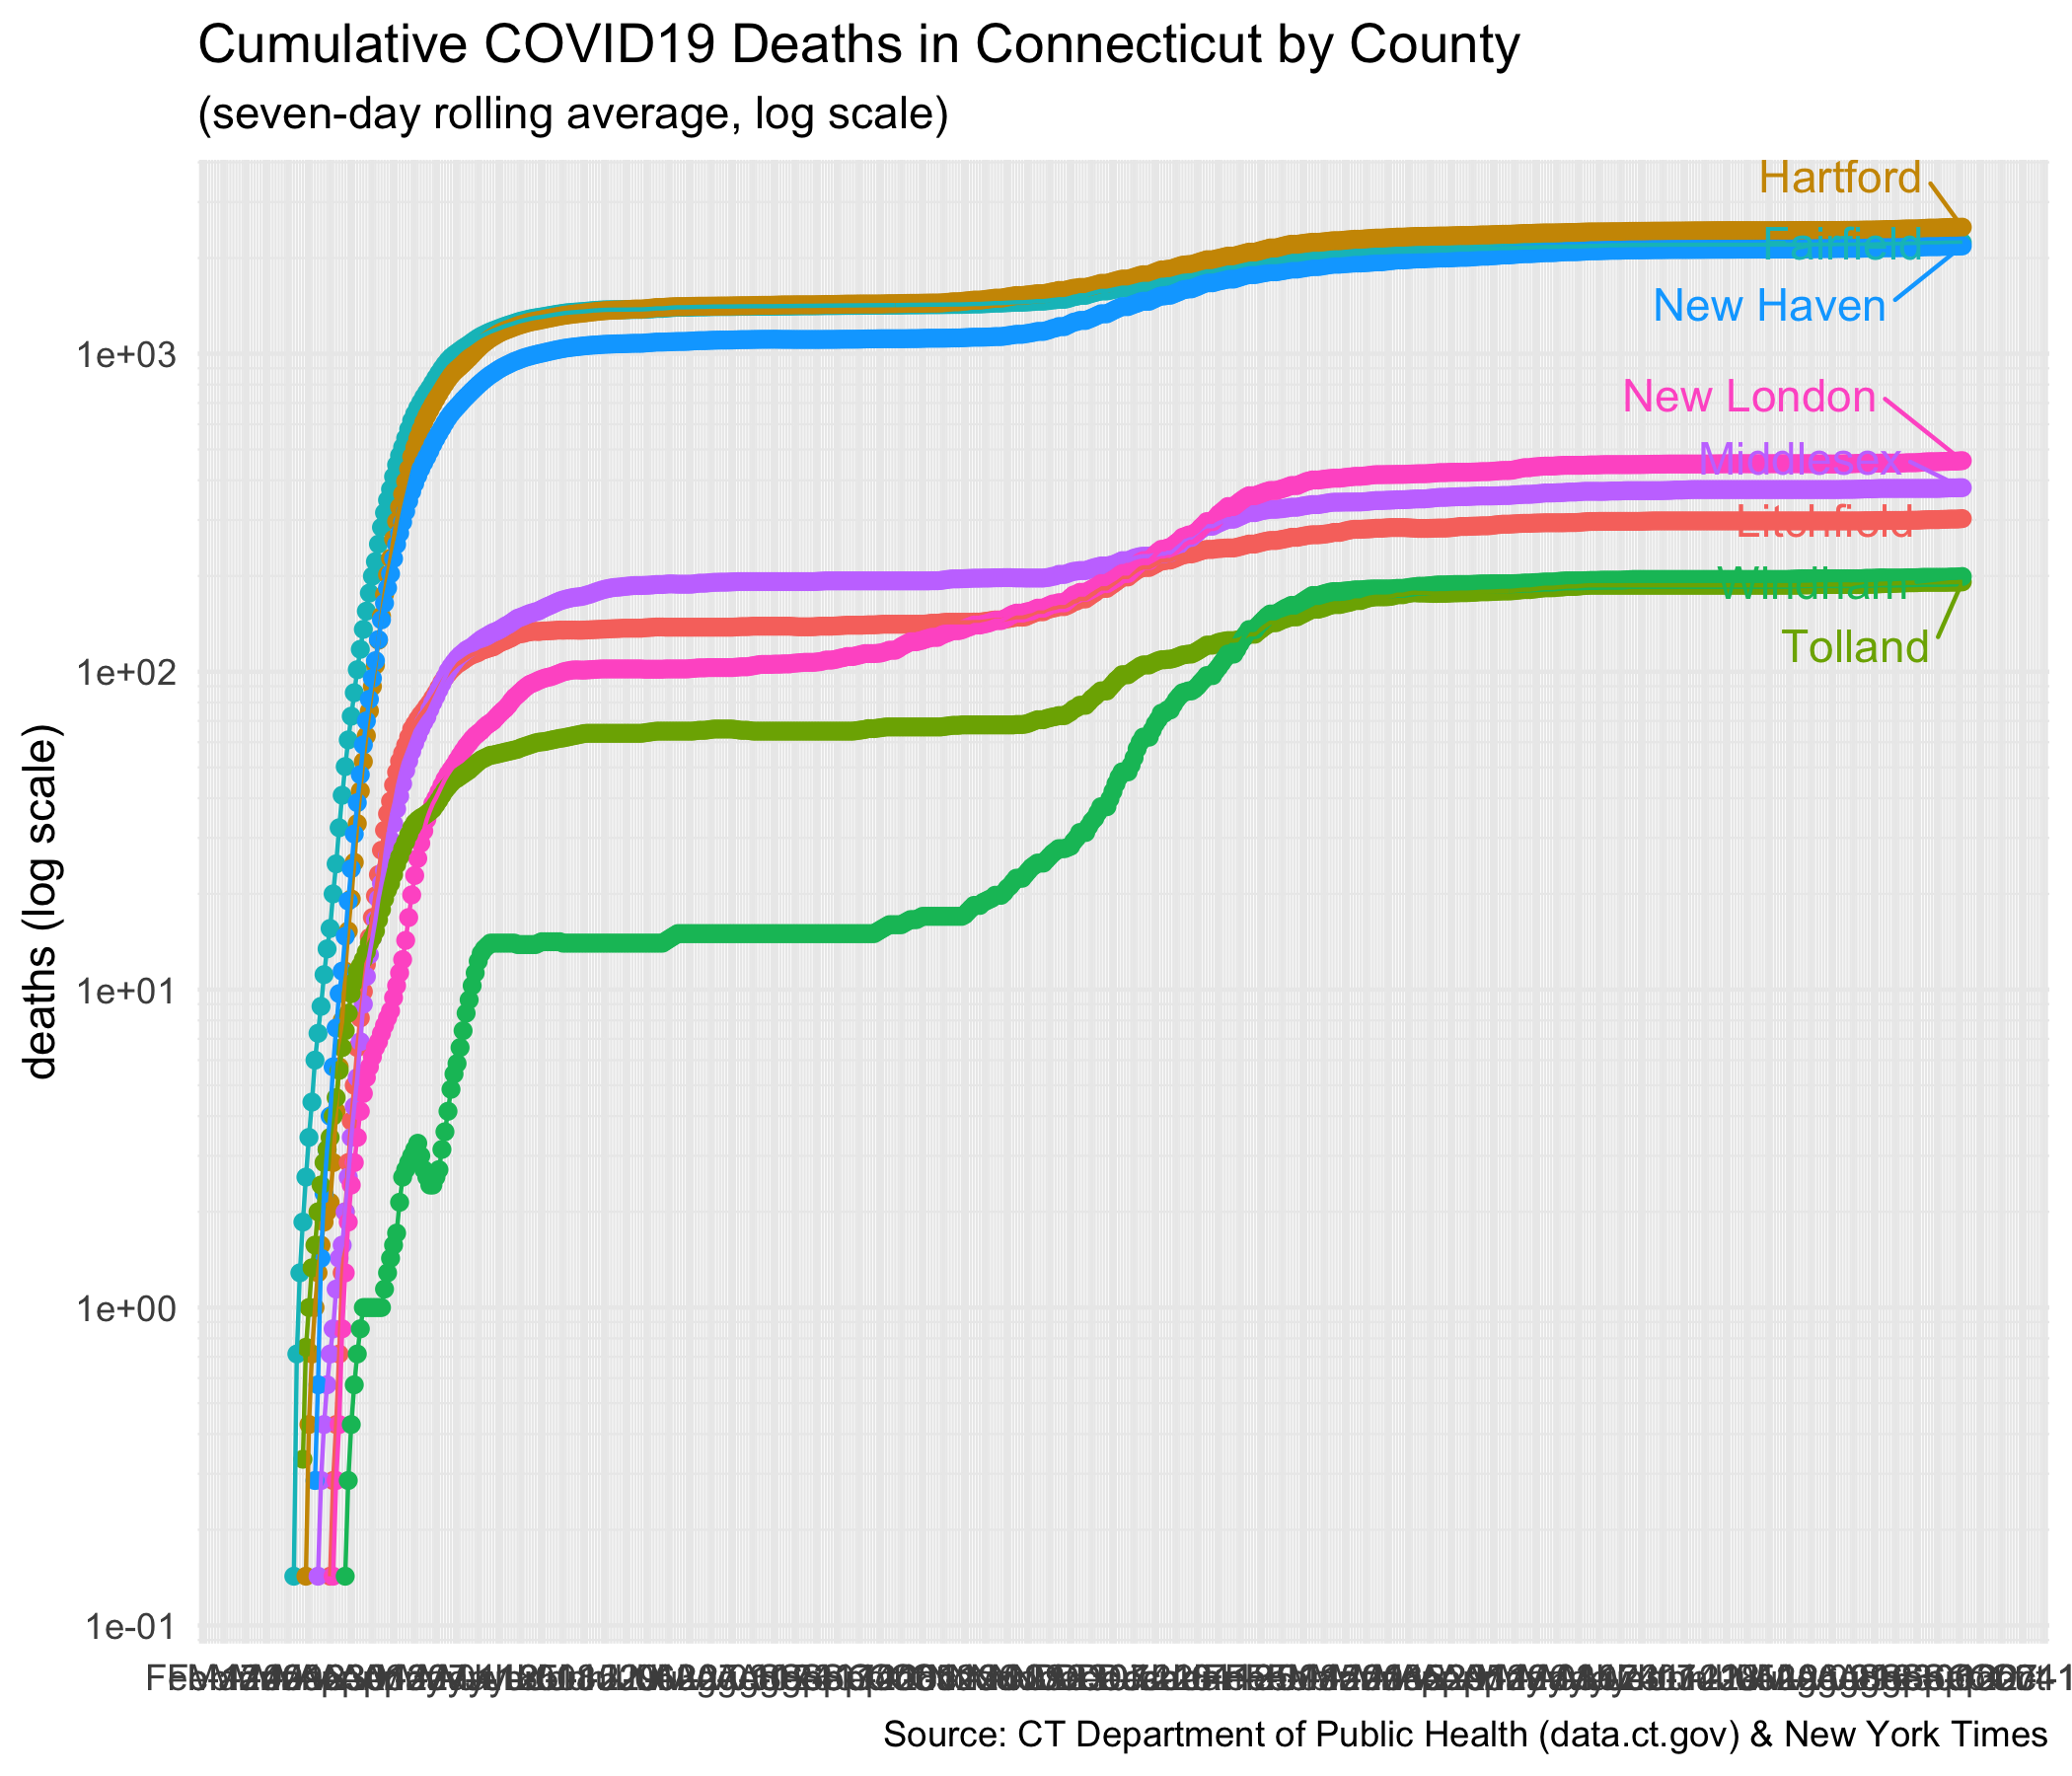 Cumulative COVID19 Deaths in Connecticut by County
(seven-day rolling average, log scale)
Hartford
Fairfield
New Haven
1e+03
New London
Middlesex
Litchfield
Windham
Tolland
1e+02
deaths (log scale)
1e+01
1e+00
1e-01
Source: CT Department of Public Health (data.ct.gov) & New York Times